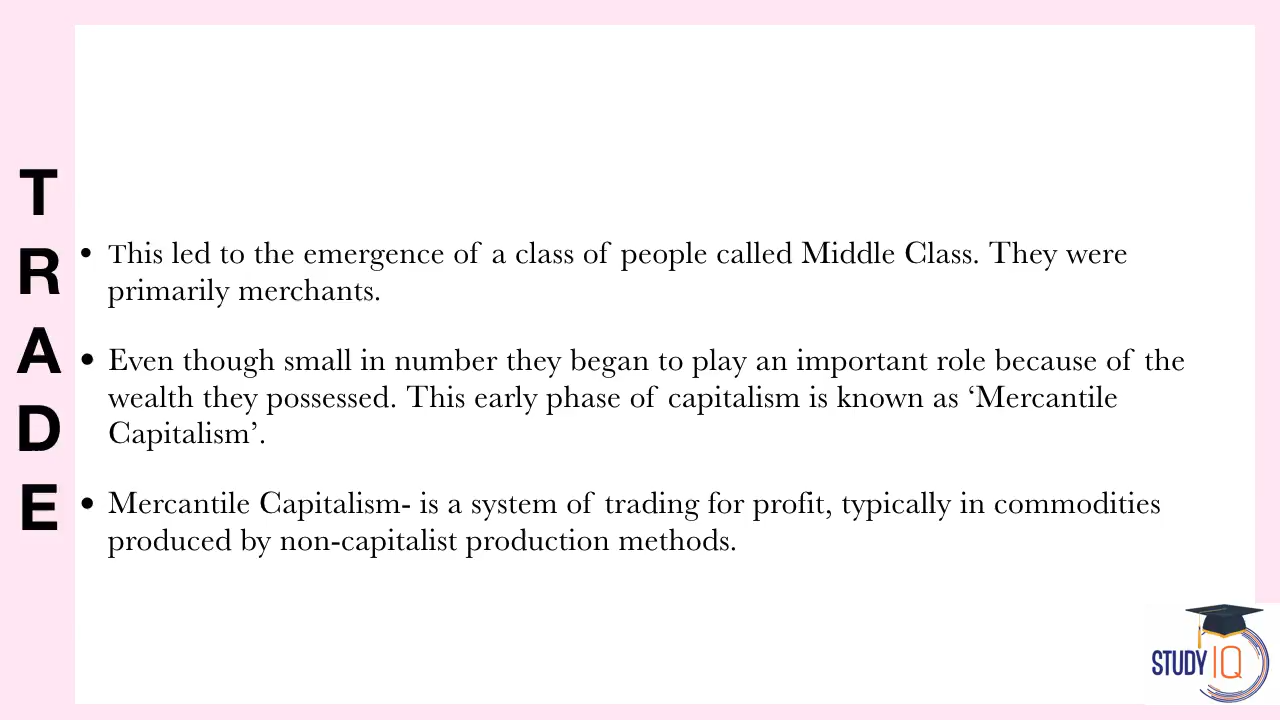 T
R
A
D
E
• This led to the emergence of a class of people called Middle Class. They were
primarily merchants.
• Even though small in number they began to play an important role because of the
wealth they possessed. This early phase of capitalism is known as ‘Mercantile
Capitalism’.
• Mercantile Capitalism- is a system of trading for profit, typically in commodities
produced by non-capitalist production methods.
STUDY IQ